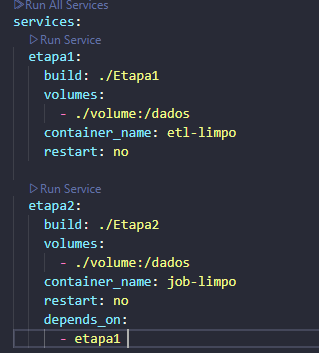 ▷Run All Services
services:
▷Run Service
etapa1:
build: ./Etapa1
volumes:
- ./volume:/dados
container_name: etl-limpo
restart: no
▷Run Service
etapa2:
build: ./Etapa2
volumes:
- ./volume:/dados
container_name: job-limpo
restart: no
depends_on:
- etapa1